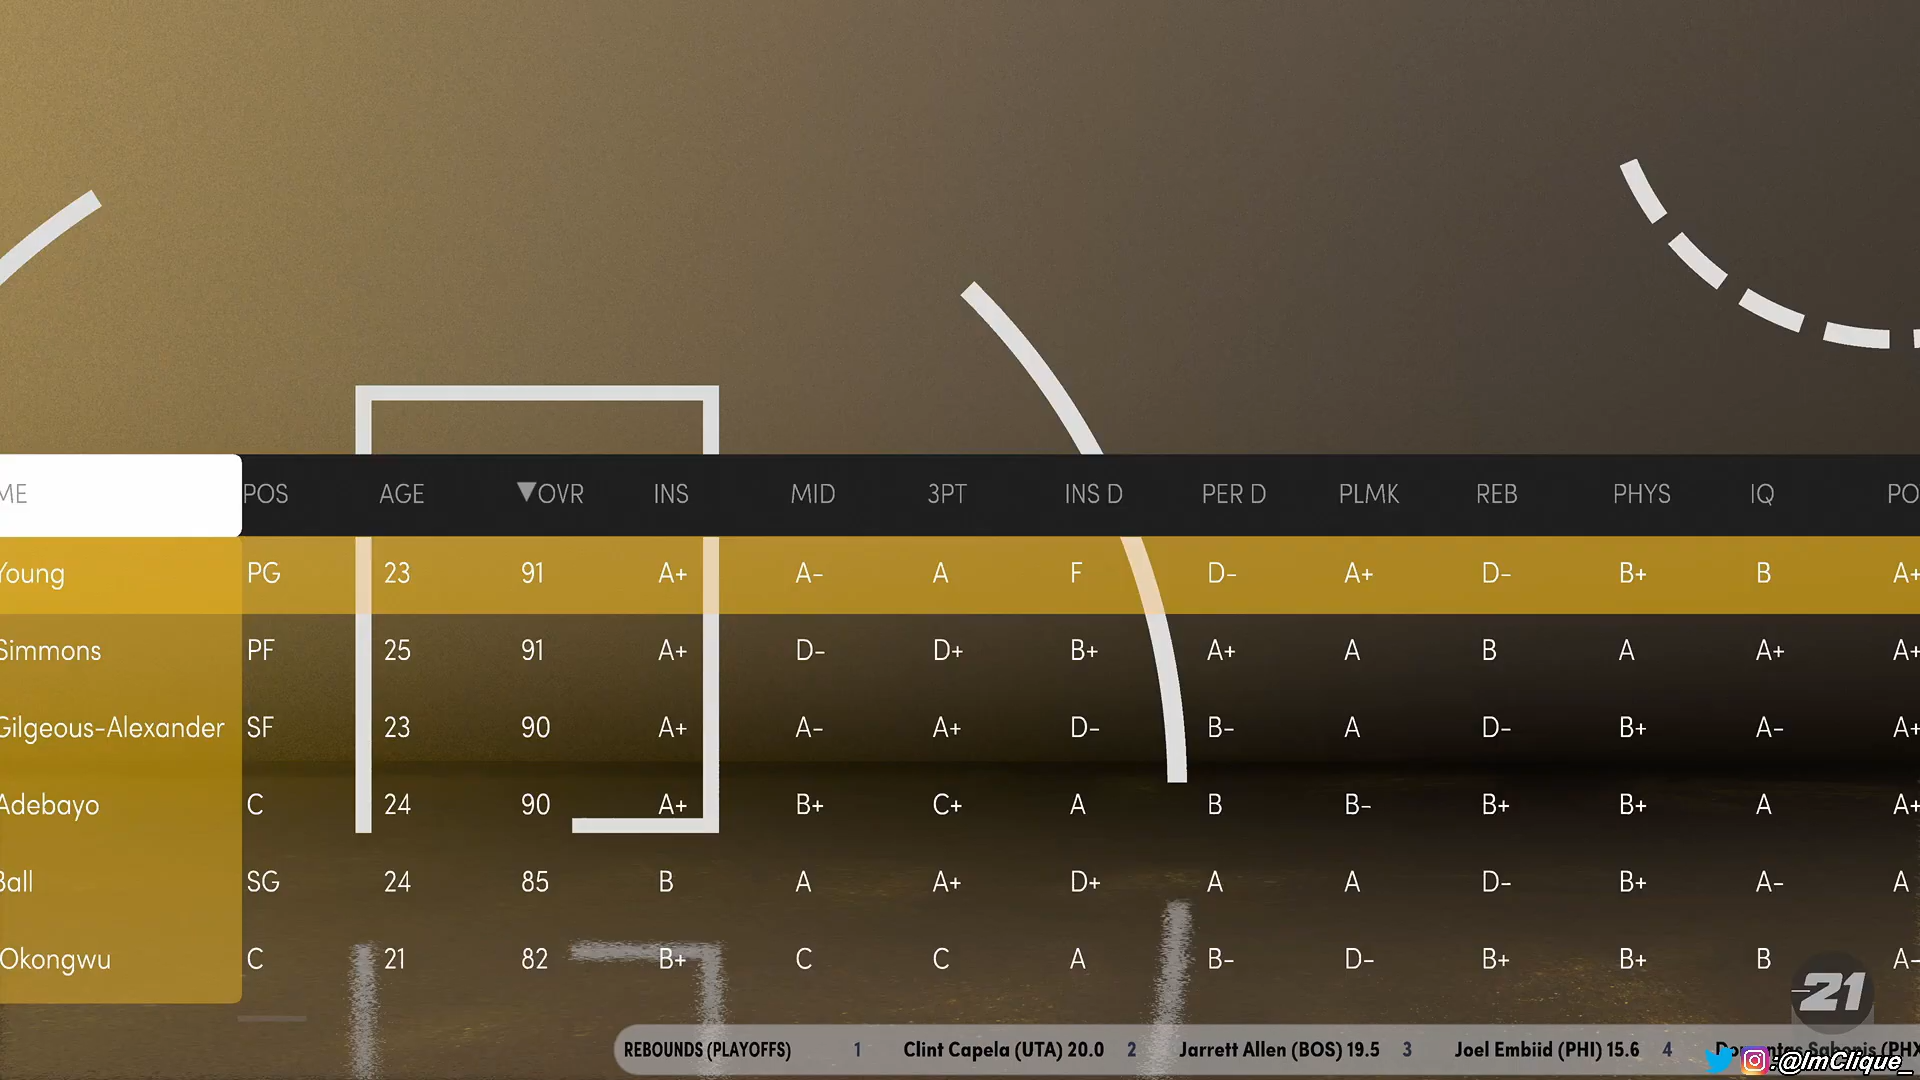 ME POS AGE ▼OVR INS MID 3PT INS D PER D PLMK REB PHYS IQ PO
Young PG 23 91 A+ A- A F D- A+ D- B+ B A+
Simmons PF 25 91 A+ D- D+ B+ A+ A B A A+ A+
Gilgeous-Alexander SF 23 90 A+ A- A+ D- B- A D- B+ A- A+
Adebayo C 24 90 A+ B+ C+ A B B- B+ B+ A A+
Ball SG 24 85 B A A+ D+ A A D- B+ A- A
Okongwu C 21 82 B+ C C A B- D- B+ B+ B A-
21
REBOUNDS (PLAYOFFS) 1 Clint Capela (UTA) 20.0 2 Jarrett Allen (BOS) 19.5 3 Joel Embiid (PHI) 15.6 4 Domantas Sabonis (PHX
:@ImClique_